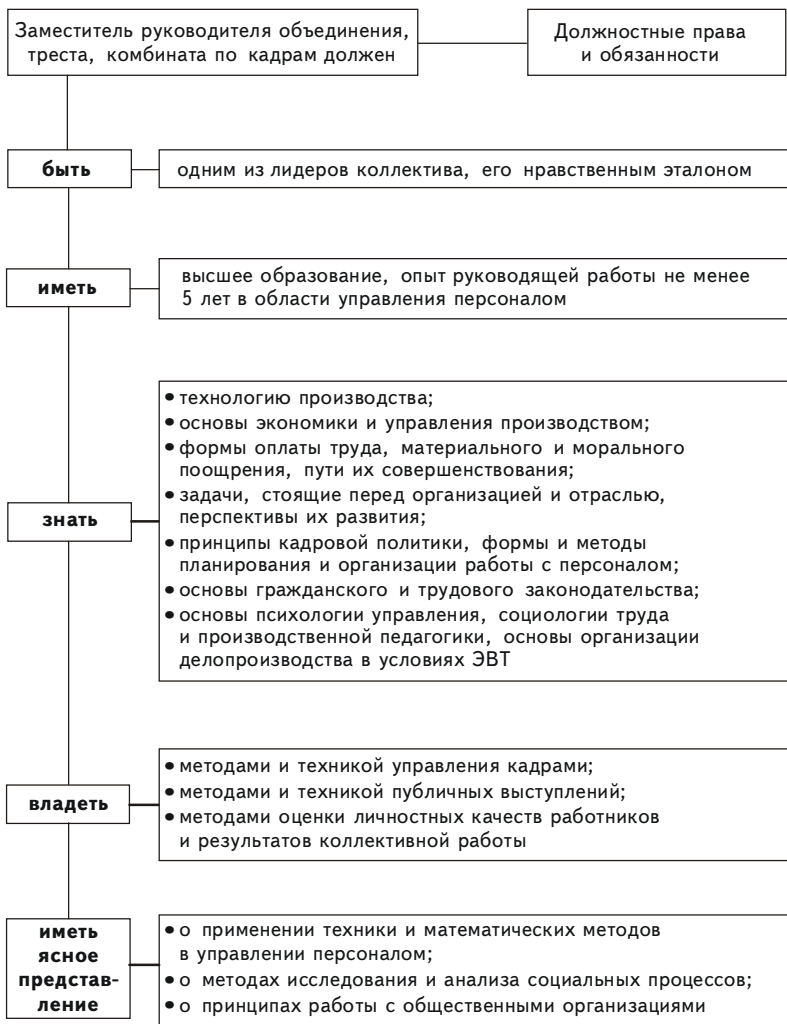 Заместитель руководителя объединения,
треста, комбината по кадрам должен
Должностные права
и обязанности
быть
одним из лидеров коллектива, его нравственным эталоном
иметь
высшее образование, опыт руководящей работы не менее
5 лет в области управления персоналом
знать
• технологию производства;
• основы экономики и управления производством;
• формы оплаты труда, материального и морального
поощрения, пути их совершенствования;
• задачи, стоящие перед организацией и отраслью,
перспективы их развития;
• принципы кадровой политики, формы и методы
планирования и организации работы с персоналом;
• основы гражданского и трудового законодательства;
• основы психологии управления, социологии труда
и производственной педагогики, основы организации
делопроизводства в условиях ЭВТ
владеть
• методами и техникой управления кадрами;
• методами и техникой публичных выступлений;
• методами оценки личностных качеств работников
и результатов коллективной работы
иметь
ясное
представ-
ление
• о применении техники и математических методов
в управлении персоналом;
• о методах исследования и анализа социальных процессов;
• о принципах работы с общественными организациями